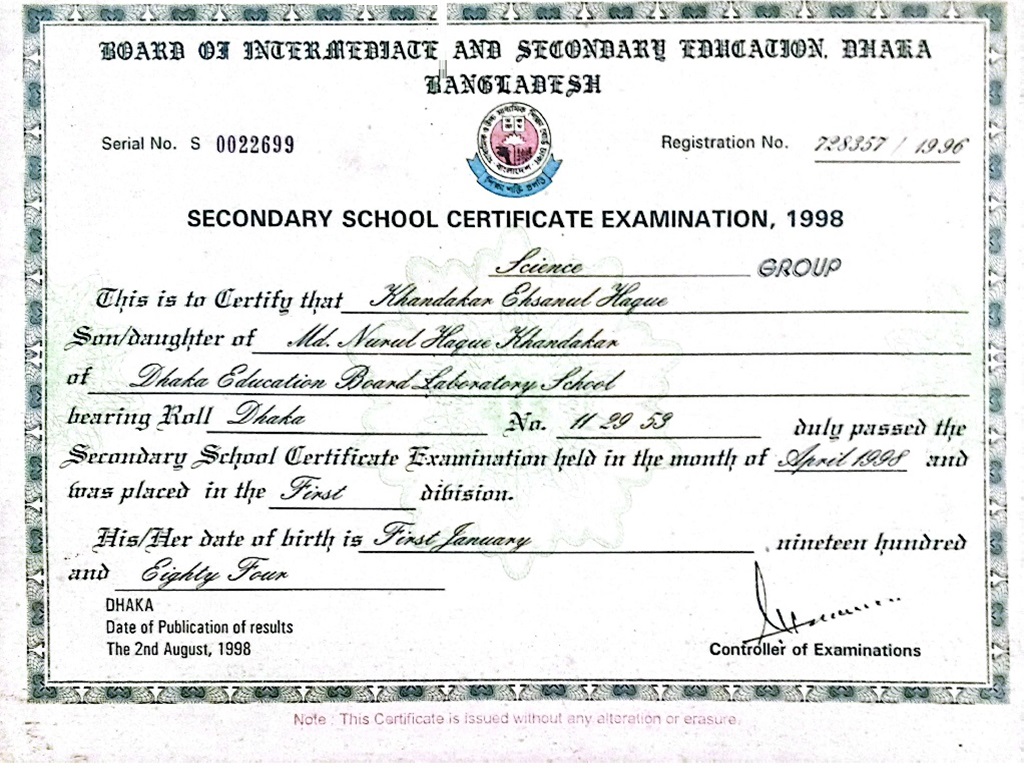 BOARD OF INTERMEDIATE AND SECONDARY EDUCATION, DHAKA
BANGLADESH
Serial No. S 0022699
Registration No. 728357 / 1996
SECONDARY SCHOOL CERTIFICATE EXAMINATION, 1998
Science GROUP
This is to Certify that Khandakar Ehsanul Haque
Son/daughter of Md. Nurul Haque Khandakar
of Dhaka Education Board Laboratory School
bearing Roll Dhaka No. 11 29 53 duly passed the
Secondary School Certificate Examination held in the month of April 1998 and
was placed in the First division.
His/Her date of birth is First January nineteen hundred
and Eighty Four
DHAKA
Date of Publication of results
The 2nd August, 1998
Controller of Examinations
Note : This Certificate is issued without any alteration or erasure.